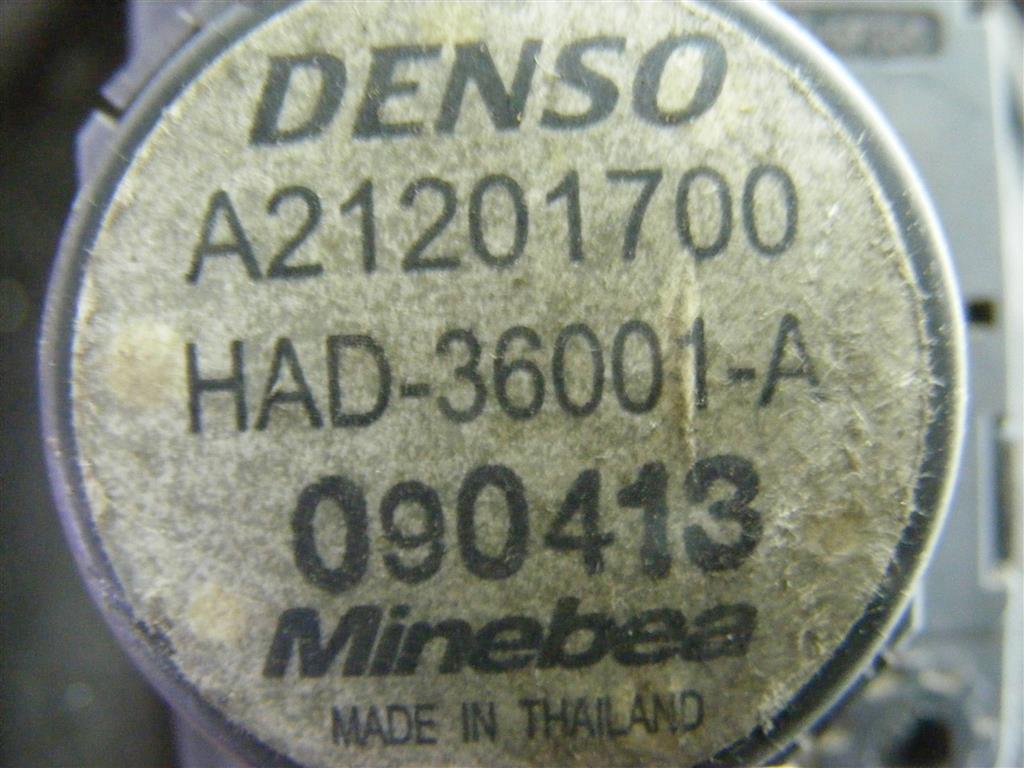 DENSO
A21201700
HAD-36001-A
090413
Minebea
MADE IN THAILAND